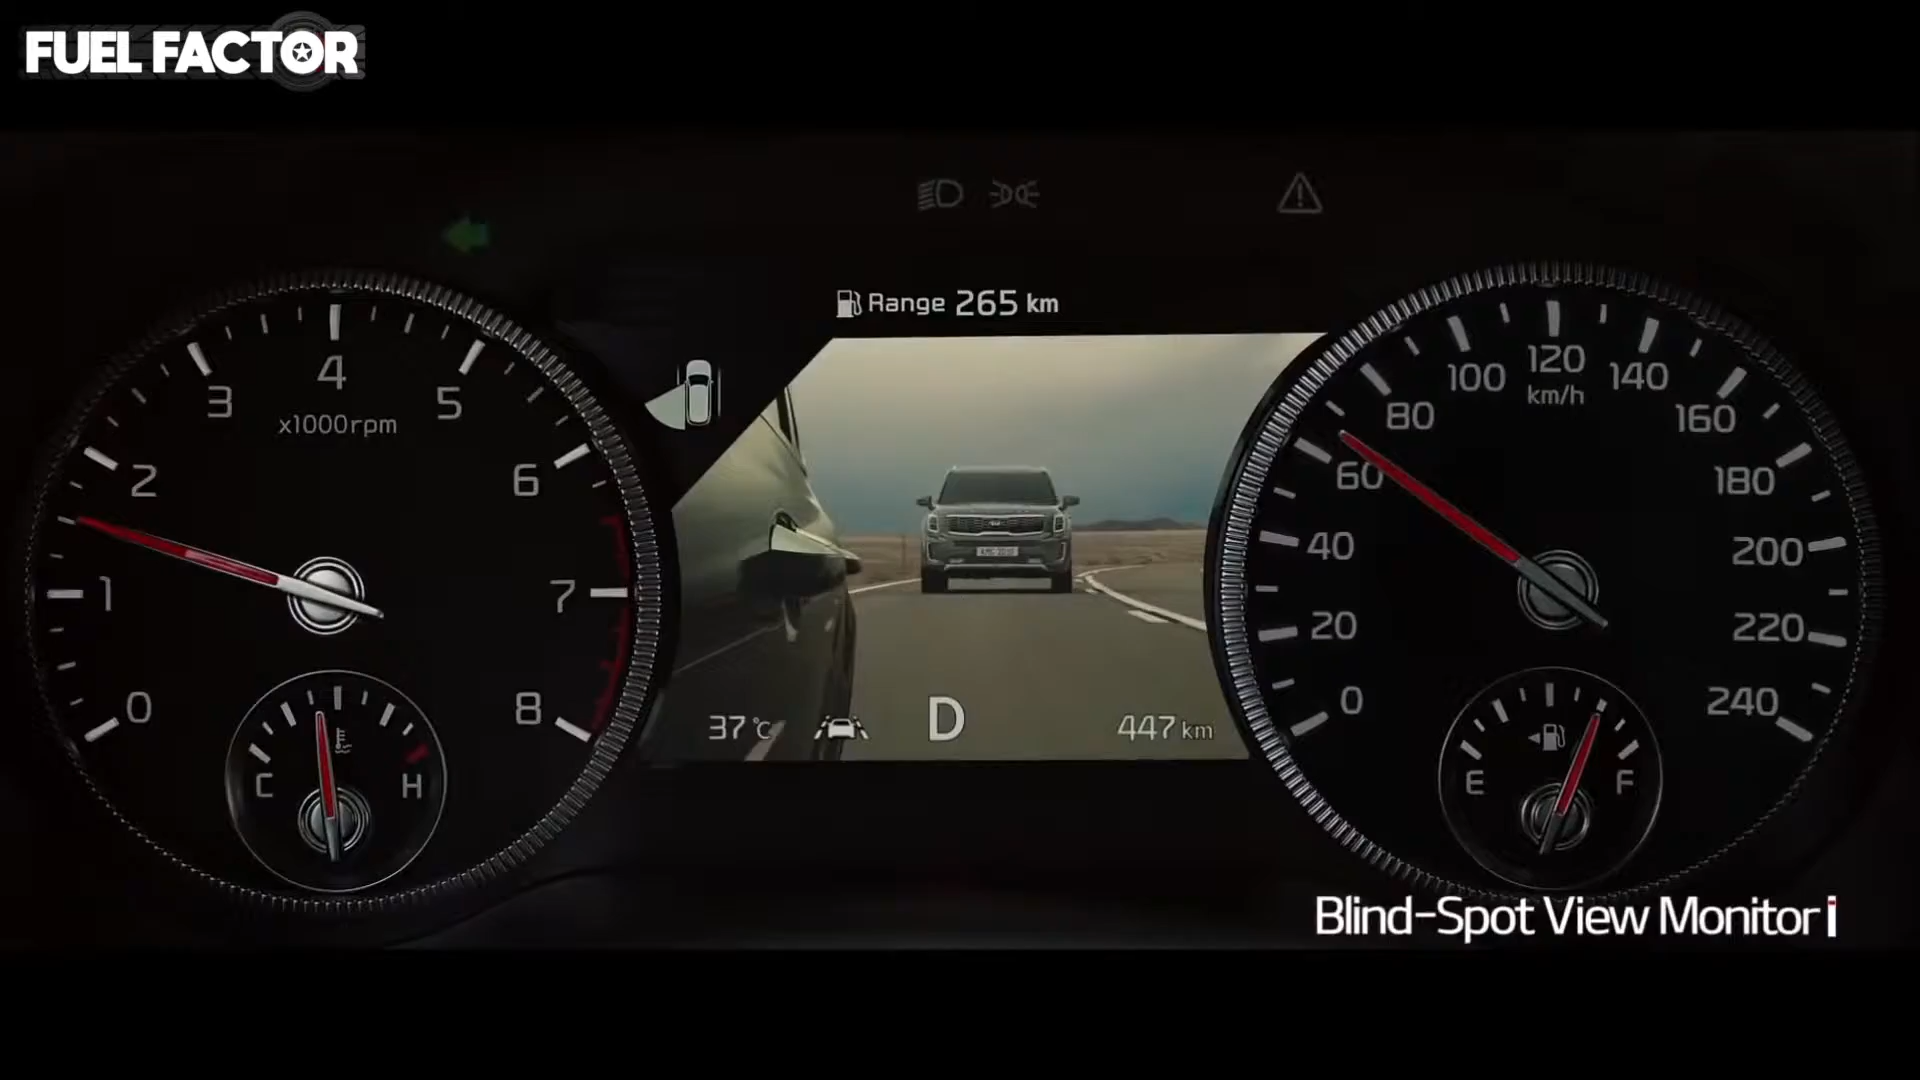 FUEL FACTOR
Range 265 km
0
1
2
3
4
5
6
7
8
x1000rpm
C
H
37 °C
D
447 km
0
20
40
60
80
100
120
140
160
180
200
220
240
km/h
E
F
Blind-Spot View Monitor